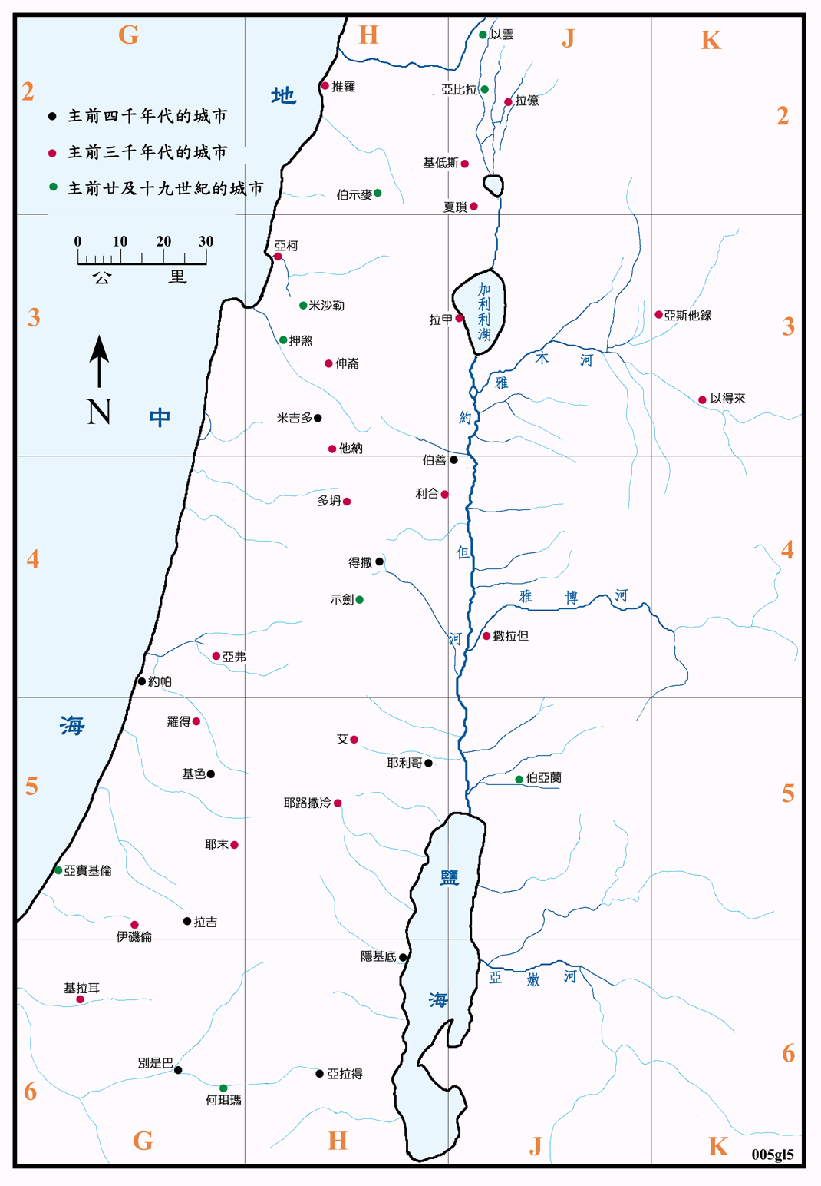 G
H
J
K
2
2
地
中
海
主前四千年代的城市
主前三千年代的城市
主前廿及十九世紀的城市
0 10 20 30
公 里
N
以雲
推羅
亞比拉
拉億
基低斯
伯示麥
夏瑣
亞柯
3
3
米沙勒
加利利湖
拉甲
亞斯他錄
押煞
仲崙
雅木河
以得來
米吉多
他納
伯善
約但河
利合
多坍
4
4
得撒
示劍
雅博河
撒拉但
亞弗
約帕
羅得
艾
耶利哥
基色
伯亞蘭
5
5
耶路撒冷
耶末
亞實基倫
鹽海
拉吉
伊磯倫
隱基底
亞嫩河
基拉耳
6
6
別是巴
亞拉得
何珥瑪
G
H
J
K
005gl5